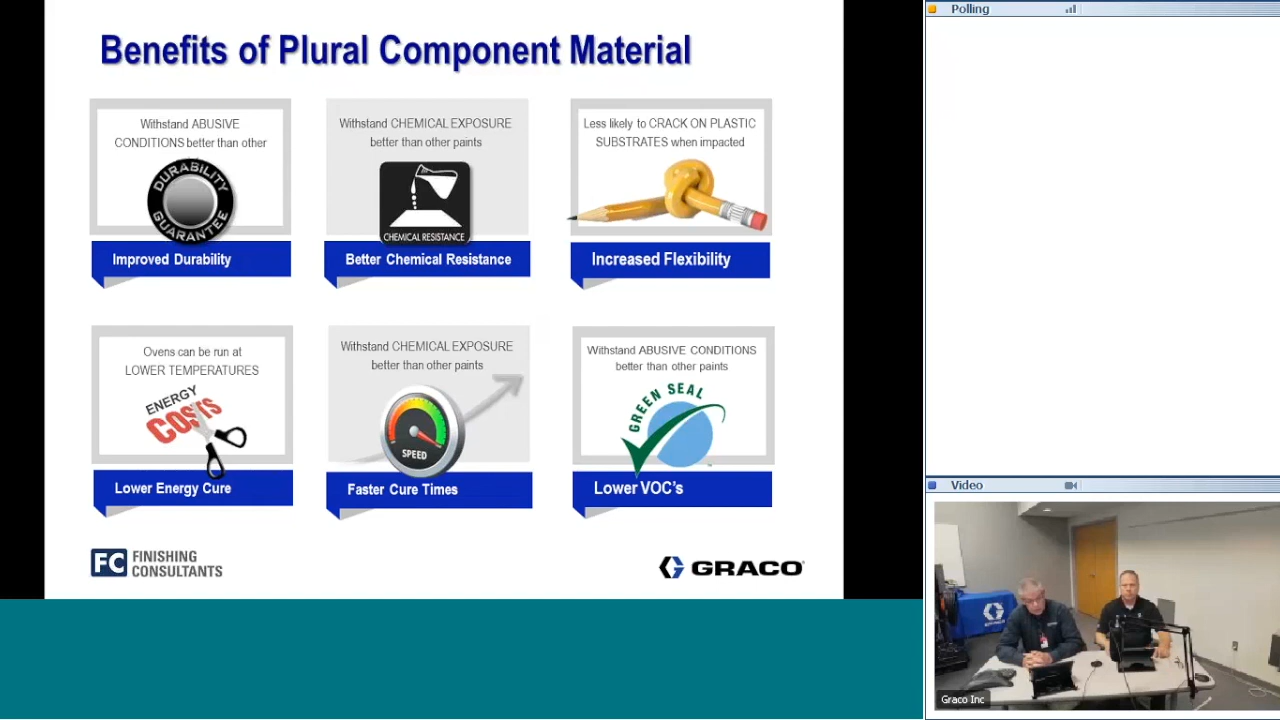 Benefits of Plural Component Material
Withstand ABUSIVE
CONDITIONS better than other
DURABILITY
GUARANTEE
Improved Durability
Withstand CHEMICAL EXPOSURE
better than other paints
CHEMICAL RESISTANCE
Better Chemical Resistance
Less likely to CRACK ON PLASTIC
SUBSTRATES when impacted
Increased Flexibility
Ovens can be run at
LOWER TEMPERATURES
ENERGY
COSTS
Lower Energy Cure
Withstand CHEMICAL EXPOSURE
better than other paints
SPEED
Faster Cure Times
Withstand ABUSIVE CONDITIONS
better than other paints
GREEN SEAL
Lower VOC's
FC FINISHING
CONSULTANTS
GRACO
Polling
Video
Graco Inc